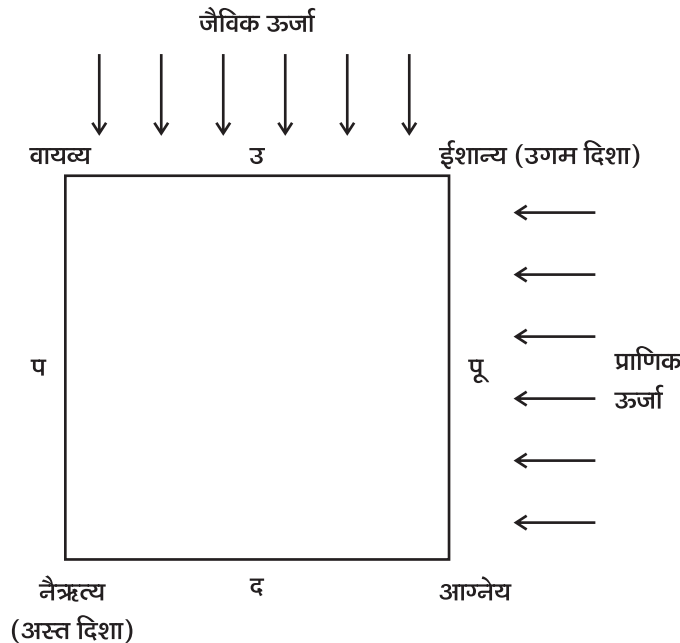 जैविक ऊर्जा
वायव्य
उ
ईशान्य (उगम दिशा)
प
पू
प्राणिक
ऊर्जा
नैऋत्य
(अस्त दिशा)
द
आग्नेय